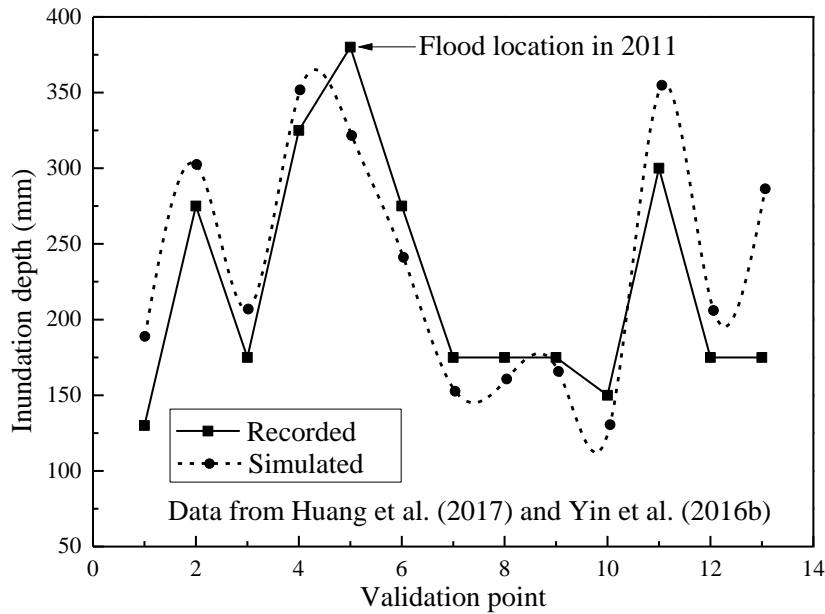 400
350
300
250
200
150
100
50
Inundation depth (mm)
Flood location in 2011
Recorded
Simulated
Data from Huang et al. (2017) and Yin et al. (2016b)
0 2 4 6 8 10 12 14
Validation point